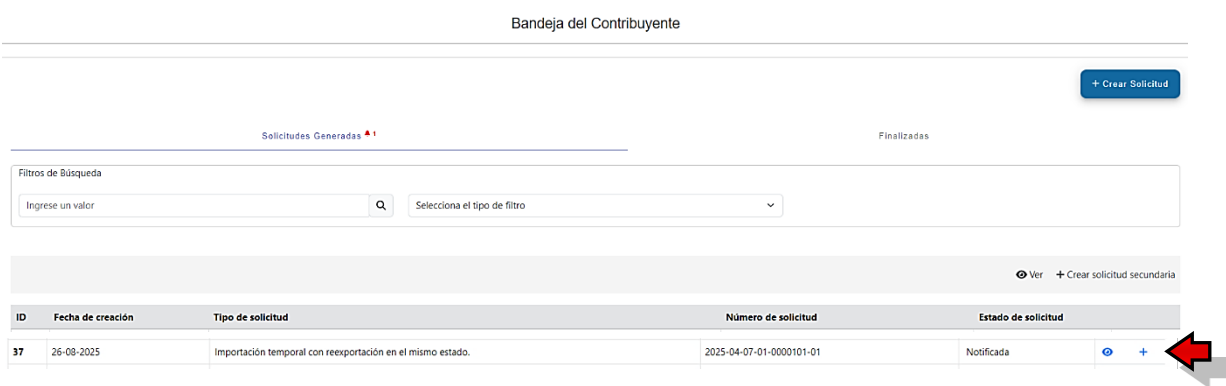 Bandeja del Contribuyente
+ Crear Solicitud
Solicitudes Generadas 1
Finalizadas
Filtros de Búsqueda
Ingrese un valor
Selecciona el tipo de filtro
Ver + Crear solicitud secundaria
ID Fecha de creación Tipo de solicitud Número de solicitud Estado de solicitud
37 26-08-2025 Importación temporal con reexportación en el mismo estado. 2025-04-07-01-0000101-01 Notificada +